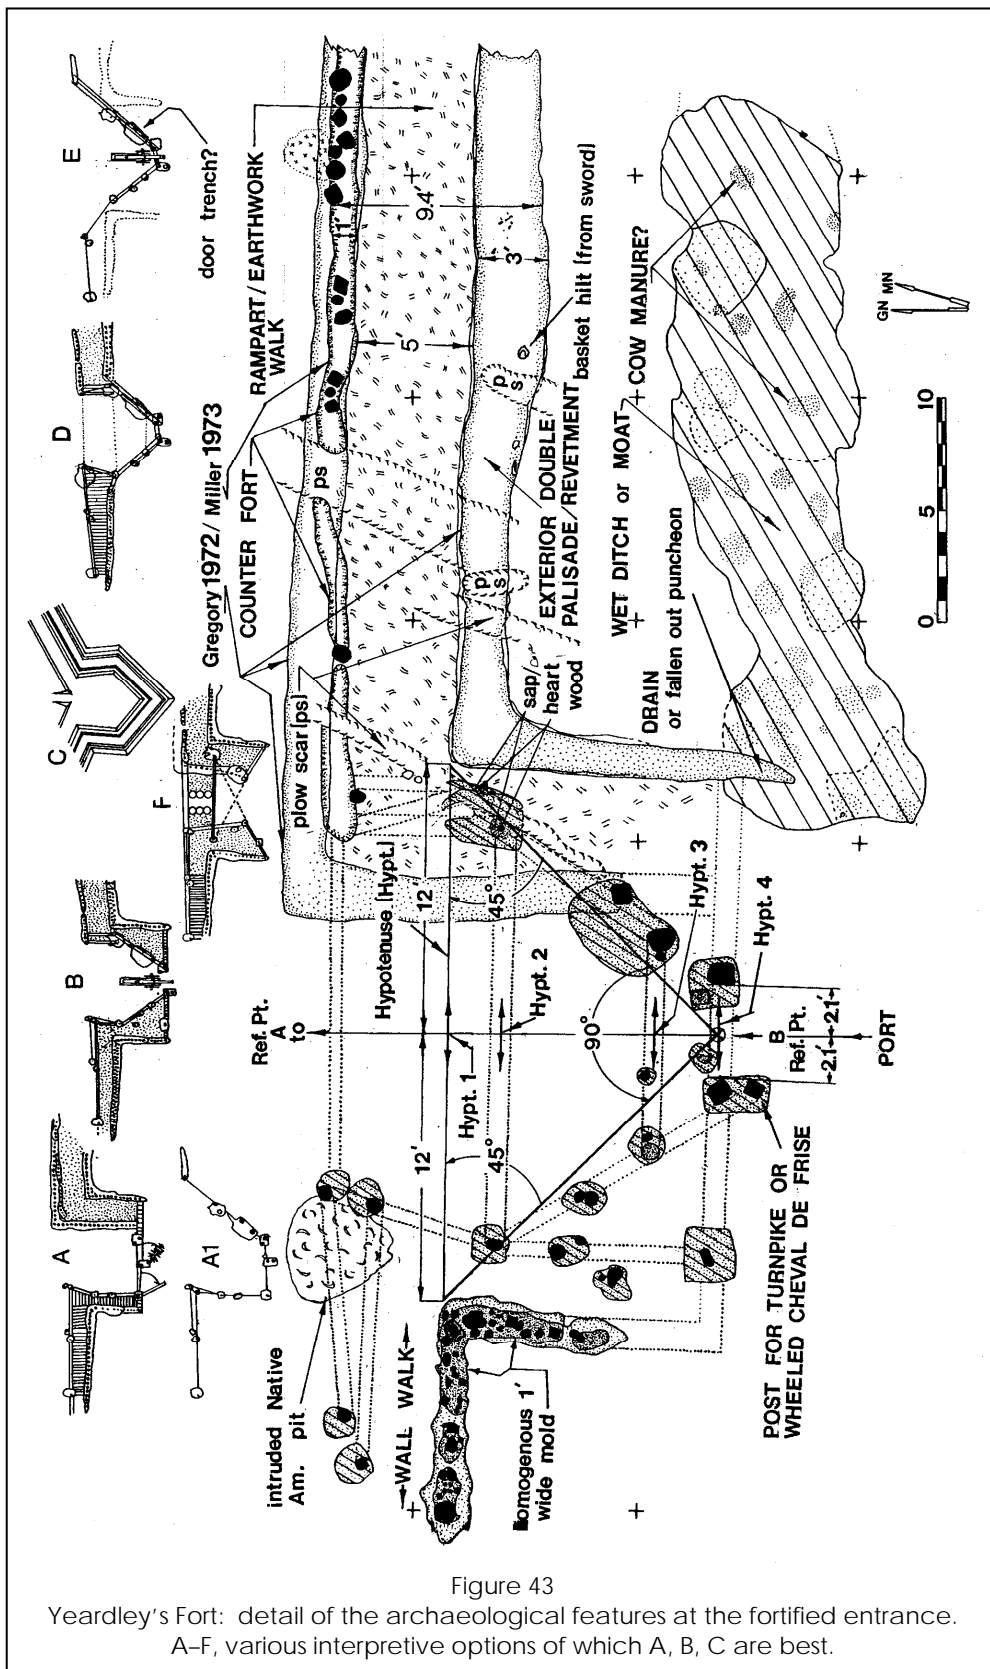 A
A1
B
C
F
D
E
door trench?
Gregory 1972 / Miller 1973
COUNTER FORT
RAMPART / EARTHWORK
WALK
plow scar [ps]
ps
1'
9.4'
5'
3'
p s
p s
basket hilt [from sword]
EXTERIOR DOUBLE
PALISADE/REVETMENT
sap/
heart
wood
WET DITCH or MOAT
COW MANURE?
DRAIN
or fallen out puncheon
GN MN
0 5 10
Ref. Pt.
A
to
Hypotenuse [Hypt.]
12'
12'
45°
45°
90°
Hypt. 1
Hypt. 2
Hypt. 3
Hypt. 4
B
Ref. Pt.
2.1'
2.1'
PORT
intruded Native
Am. pit
WALL WALK
homogenous 1'
wide mold
POST FOR TURNPIKE OR
WHEELED CHEVAL DE FRISE
Figure 43
Yeardley's Fort: detail of the archaeological features at the fortified entrance.
A–F, various interpretive options of which A, B, C are best.